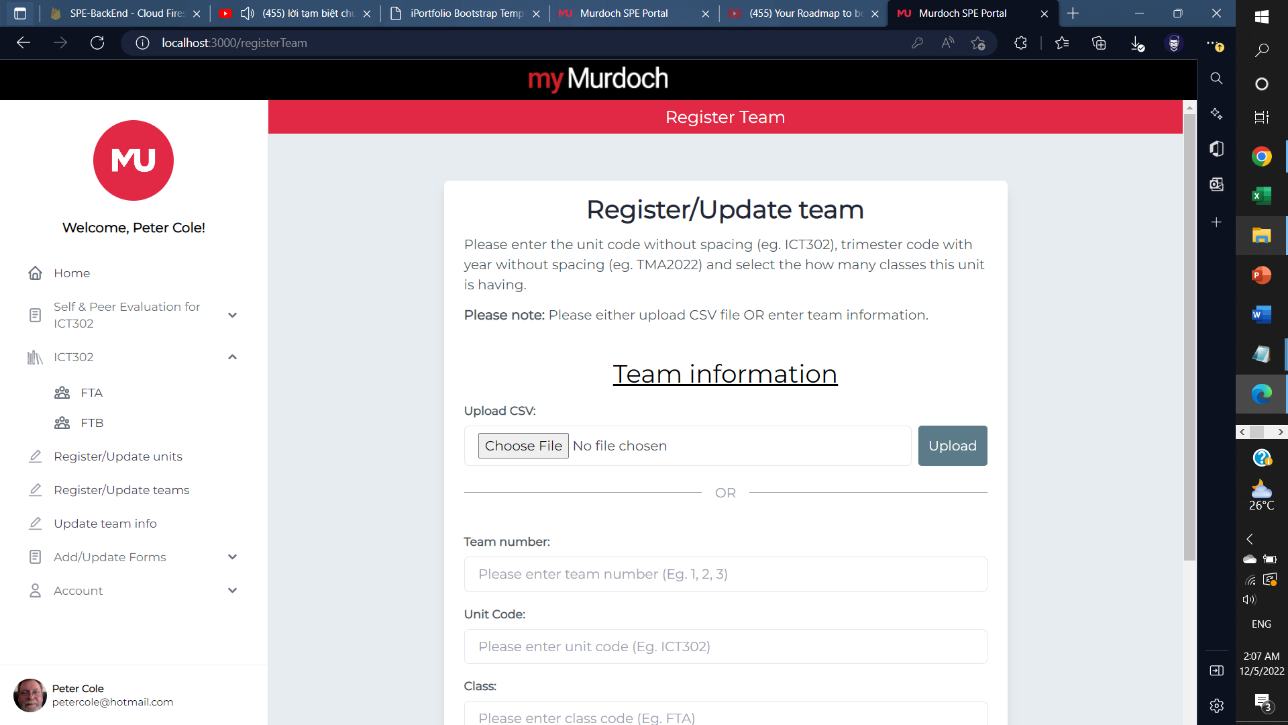 SPE-BackEnd - Cloud Fires
(455) lời tạm biệt chu
iPortfolio Bootstrap Temp
Murdoch SPE Portal
(455) Your Roadmap to be
Murdoch SPE Portal
localhost:3000/registerTeam
myMurdoch
MU
Welcome, Peter Cole!
Home
Self & Peer Evaluation for
ICT302
ICT302
FTA
FTB
Register/Update units
Register/Update teams
Update team info
Add/Update Forms
Account
Peter Cole
petercole@hotmail.com
Register Team
Register/Update team
Please enter the unit code without spacing (eg. ICT302), trimester code with
year without spacing (eg. TMA2022) and select the how many classes this unit
is having.
Please note: Please either upload CSV file OR enter team information.
Team information
Upload CSV:
Choose File No file chosen
Upload
OR
Team number:
Please enter team number (Eg. 1, 2, 3)
Unit Code:
Please enter unit code (Eg. ICT302)
Class:
Please enter class code (Eg. FTA)
26°C
ENG
2:07 AM
12/5/2022
3